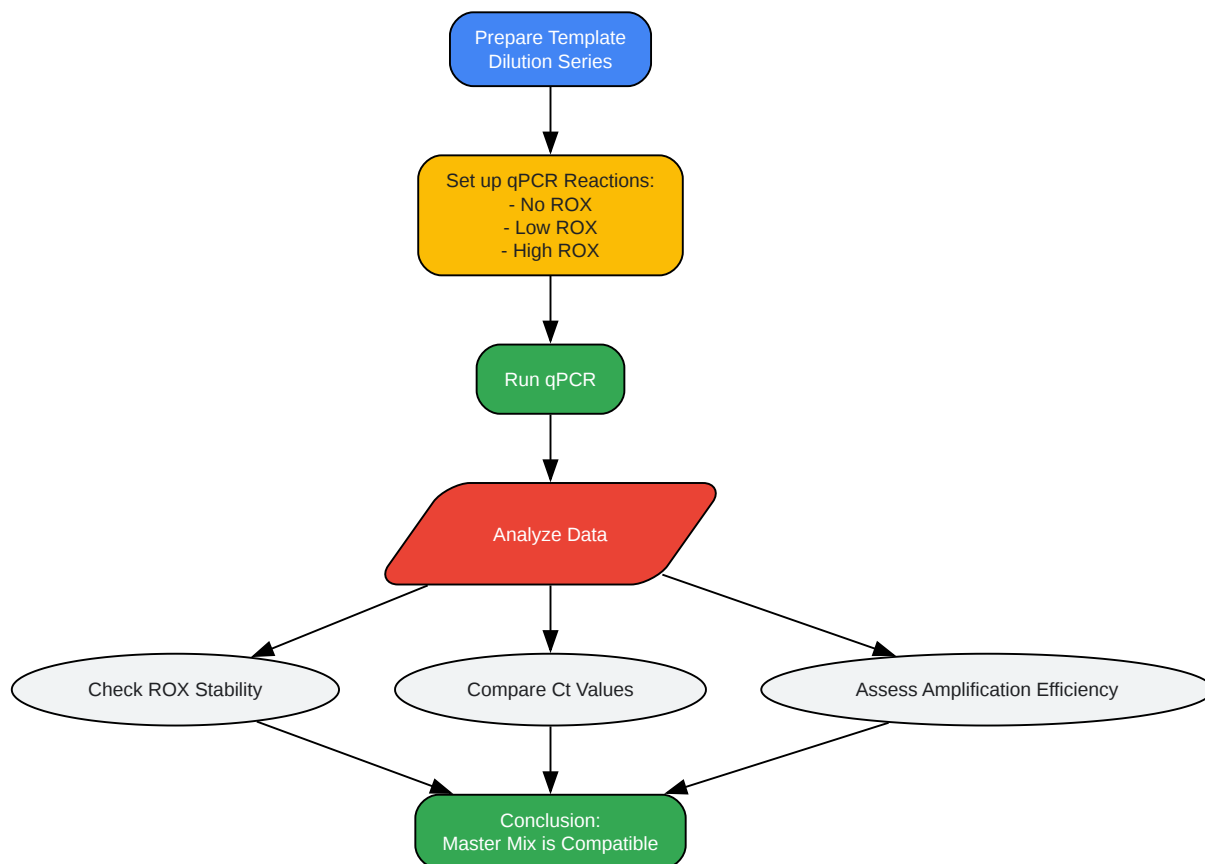 Prepare Template
Dilution Series
Set up qPCR Reactions:
- No ROX
- Low ROX
- High ROX
Run qPCR
Analyze Data
Check ROX Stability
Compare Ct Values
Assess Amplification Efficiency
Conclusion:
Master Mix is Compatible